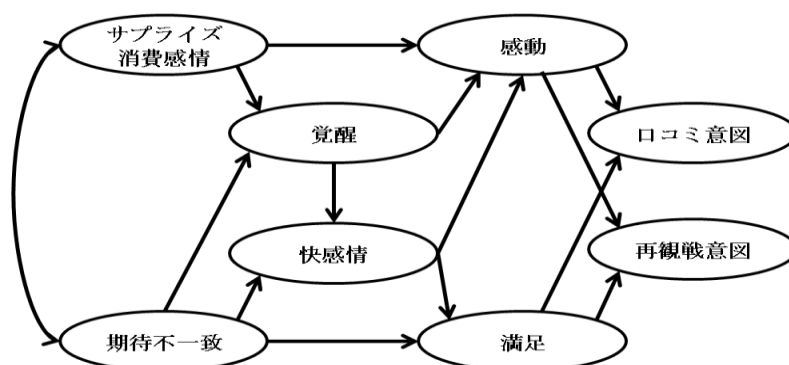 サプライズ
消費感情
感動
覚醒
口コミ意図
快感情
再観戦意図
期待不一致
満足